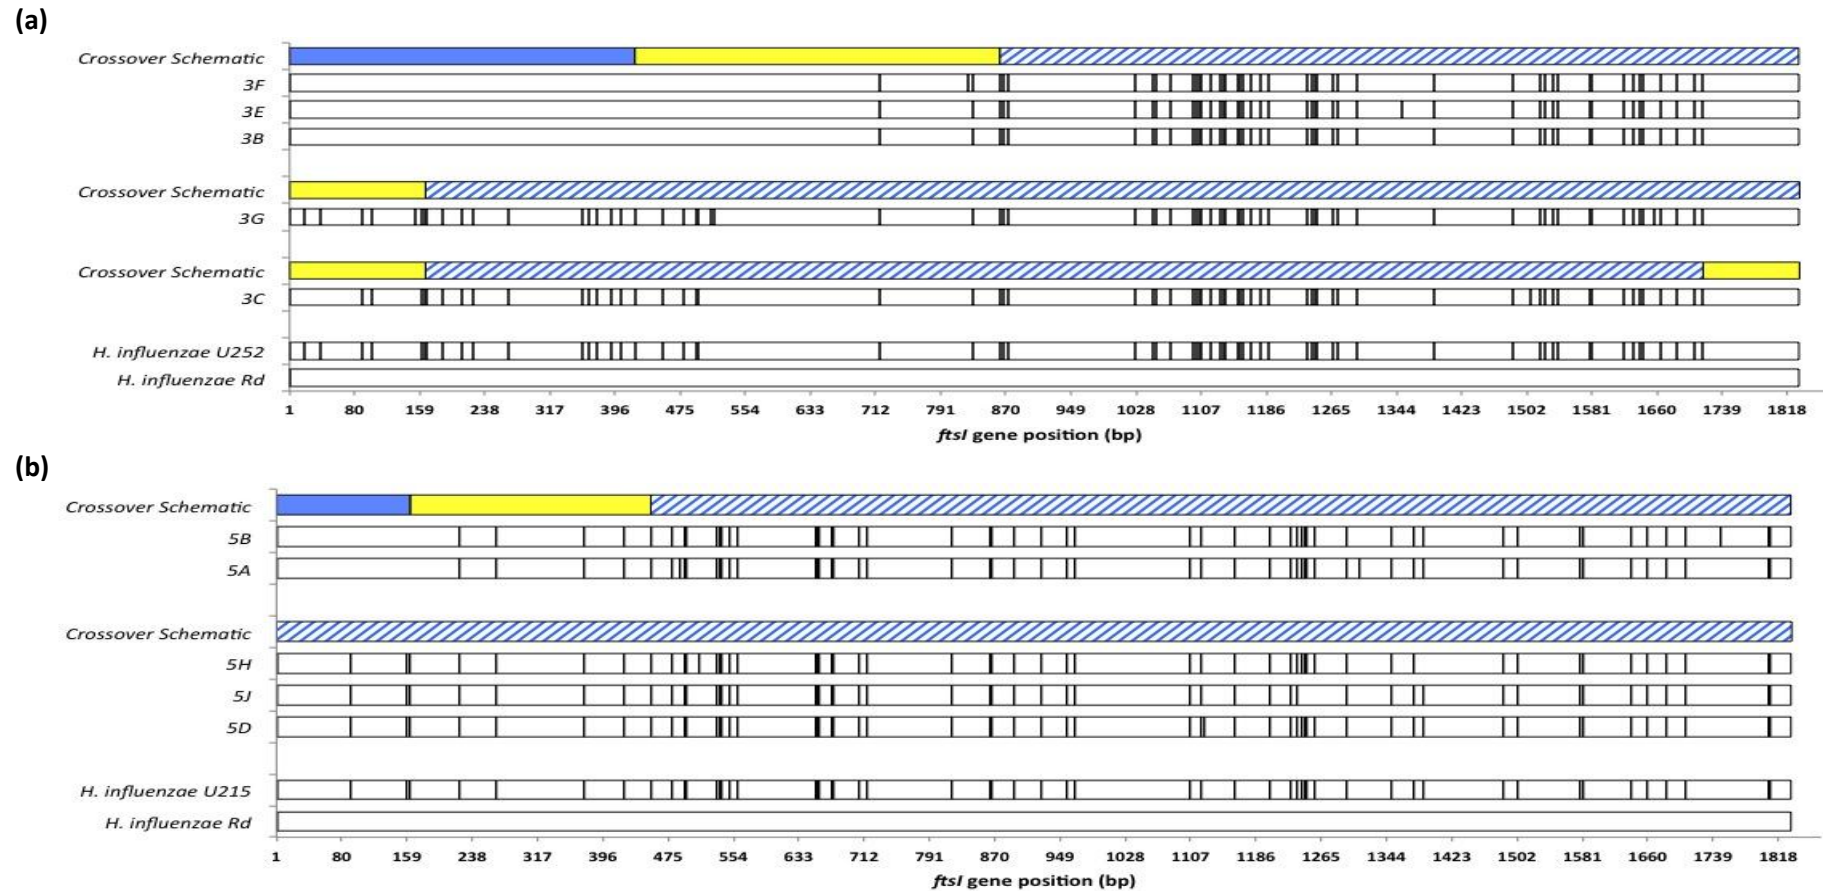 (a)
Crossover Schematic
3F
3E
3B
Crossover Schematic
3G
Crossover Schematic
3C
H. influenzae U252
H. influenzae Rd
1 80 159 238 317 396 475 554 633 712 791 870 949 1028 1107 1186 1265 1344 1423 1502 1581 1660 1739 1818
ftsI gene position (bp)
(b)
Crossover Schematic
5B
5A
Crossover Schematic
5H
5J
5D
H. influenzae U215
H. influenzae Rd
1 80 159 238 317 396 475 554 633 712 791 870 949 1028 1107 1186 1265 1344 1423 1502 1581 1660 1739 1818
ftsI gene position (bp)